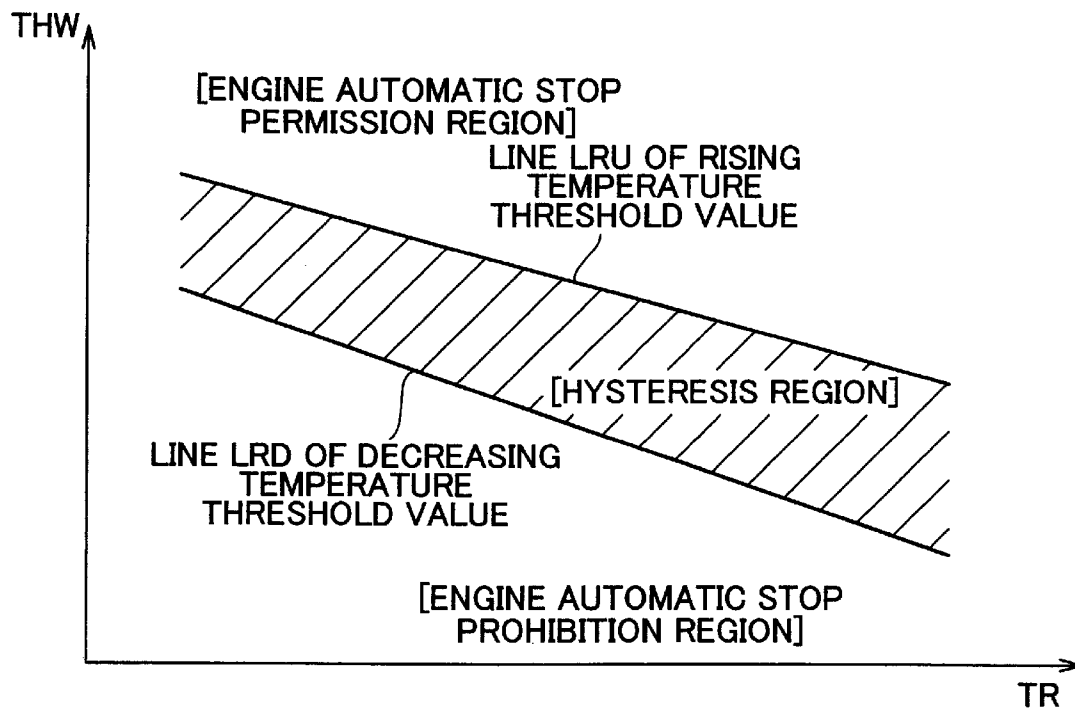 THW
[ENGINE AUTOMATIC STOP
PERMISSION REGION]
LINE LRU OF RISING
TEMPERATURE
THRESHOLD VALUE
[HYSTERESIS REGION]
LINE LRD OF DECREASING
TEMPERATURE
THRESHOLD VALUE
[ENGINE AUTOMATIC STOP
PROHIBITION REGION]
TR